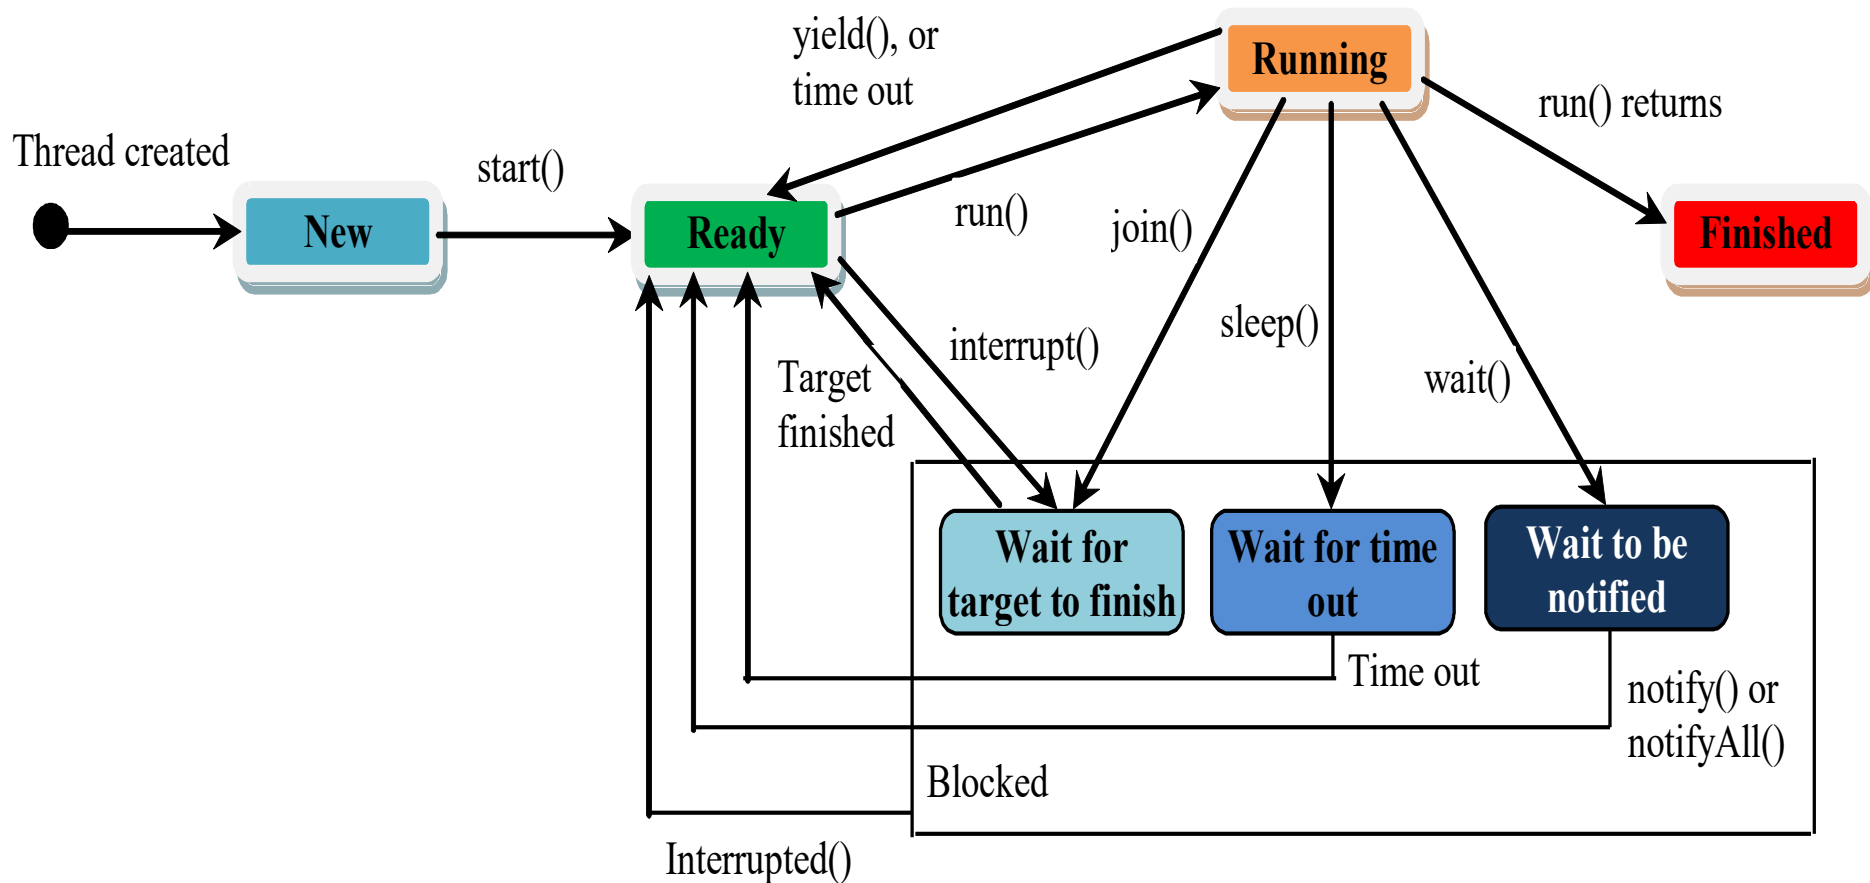 yield(), or
time out
Running
run() returns
Thread created
start()
New
Ready
run()
join()
Finished
sleep()
interrupt()
Target
finished
wait()
Wait for
target to finish
Wait for time
out
Wait to be
notified
Time out
notify() or
notifyAll()
Blocked
Interrupted()